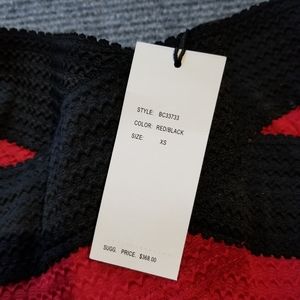 STYLE: BC33733
COLOR: RED/BLACK
SIZE: XS
SUGG. PRICE: $368.00